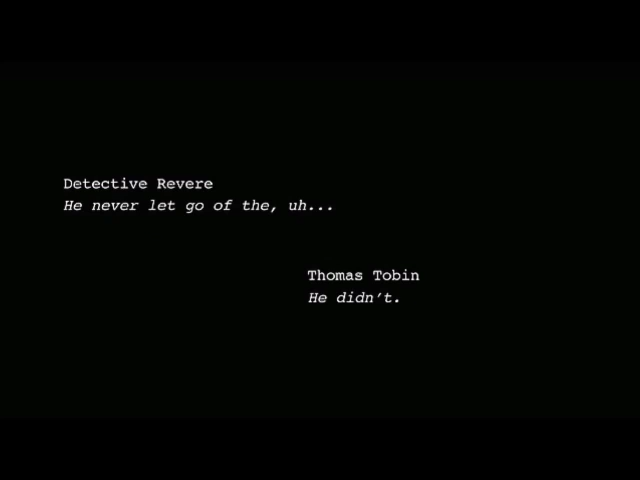 Detective Revere
He never let go of the, uh...
Thomas Tobin
He didn't.